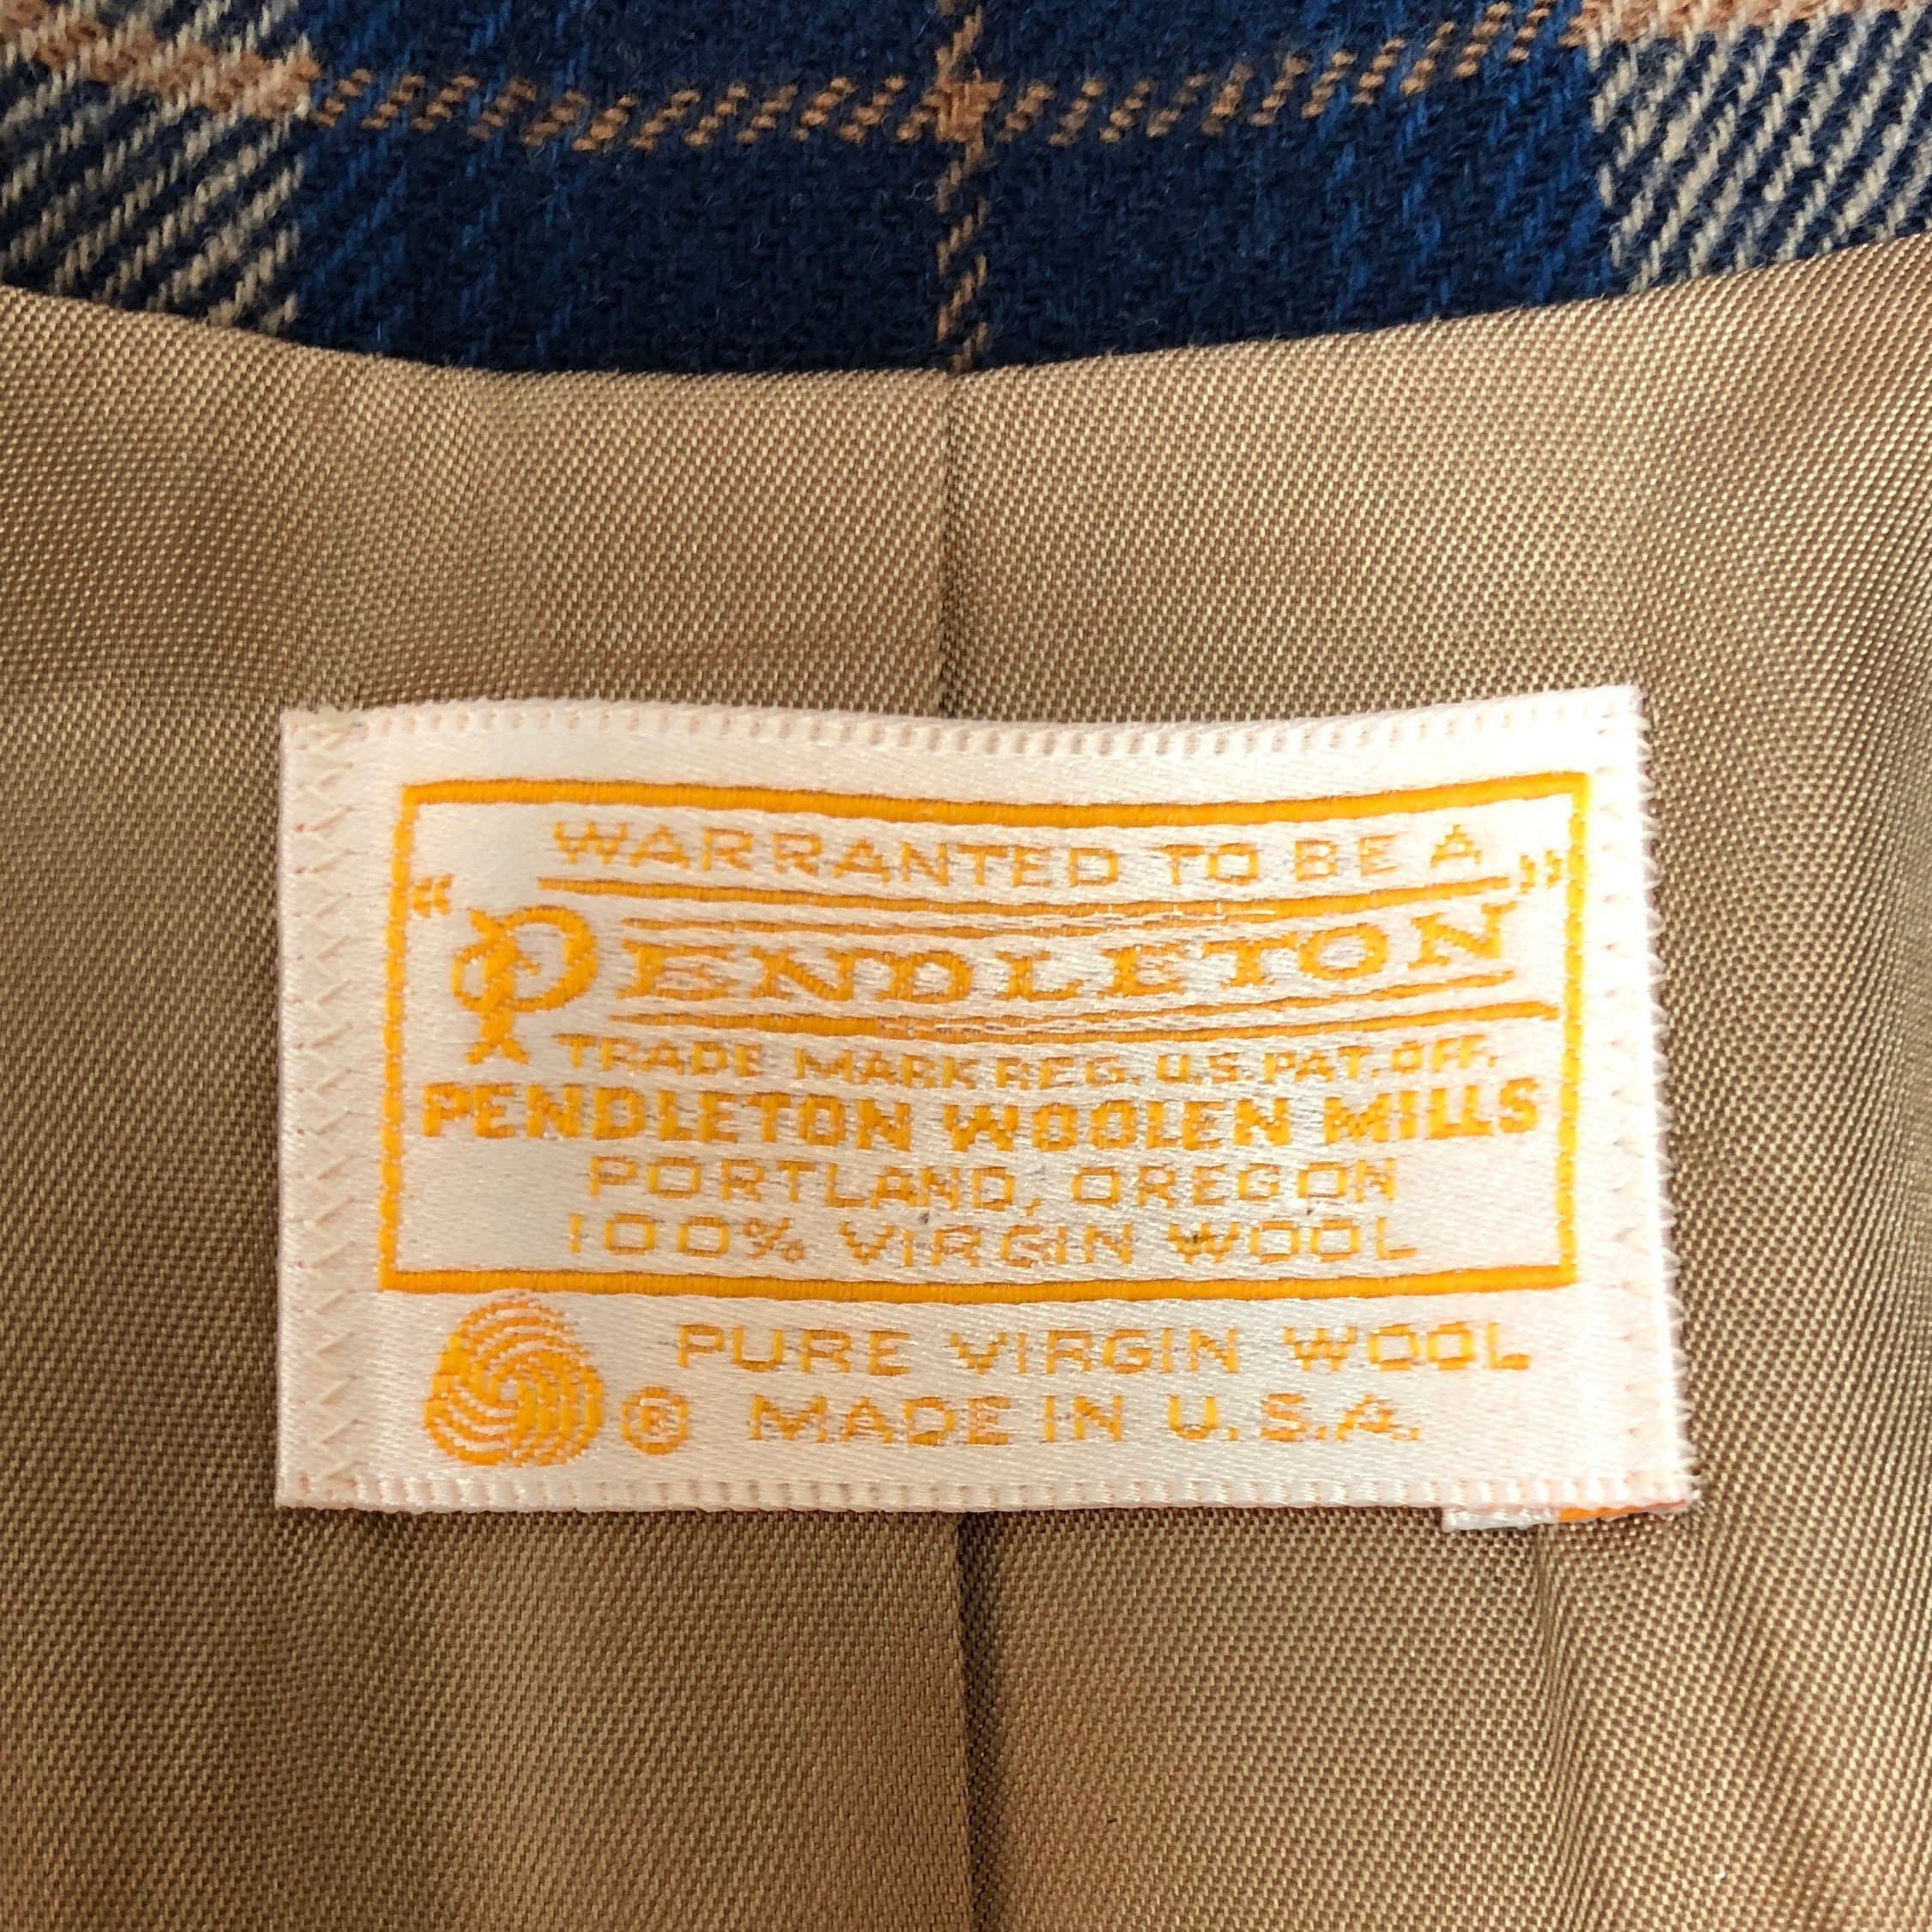 WARRANTED TO BE A
"PENDLETON"
TRADE MARK REG. U.S. PAT. OFF.
PENDLETON WOOLEN MILLS
PORTLAND, OREGON
100% VIRGIN WOOL
PURE VIRGIN WOOL
® MADE IN U.S.A.